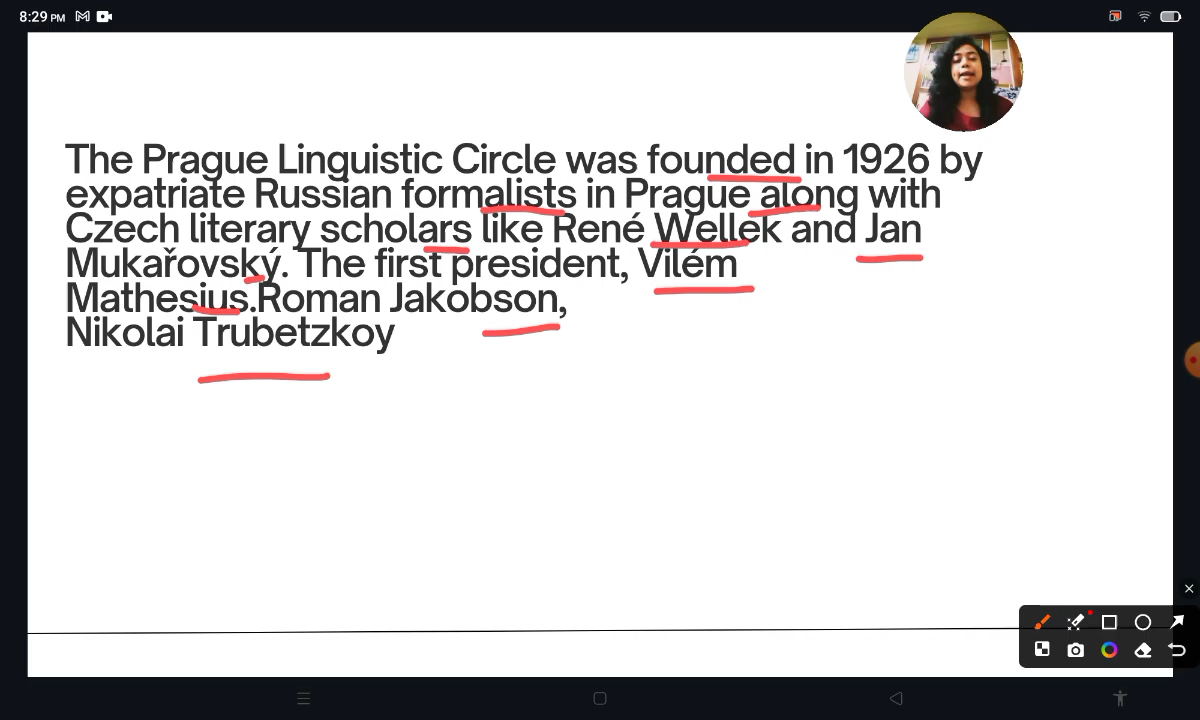 8:29 PM
The Prague Linguistic Circle was founded in 1926 by
expatriate Russian formalists in Prague along with
Czech literary scholars like René Wellek and Jan
Mukařovský. The first president, Vilém
Mathesius.Roman Jakobson,
Nikolai Trubetzkoy